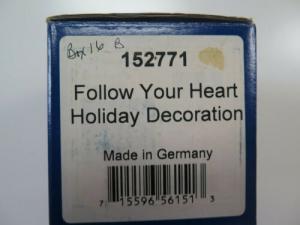 Box 16 B
152771
Follow Your Heart
Holiday Decoration
Made in Germany
7 15596 56151 3